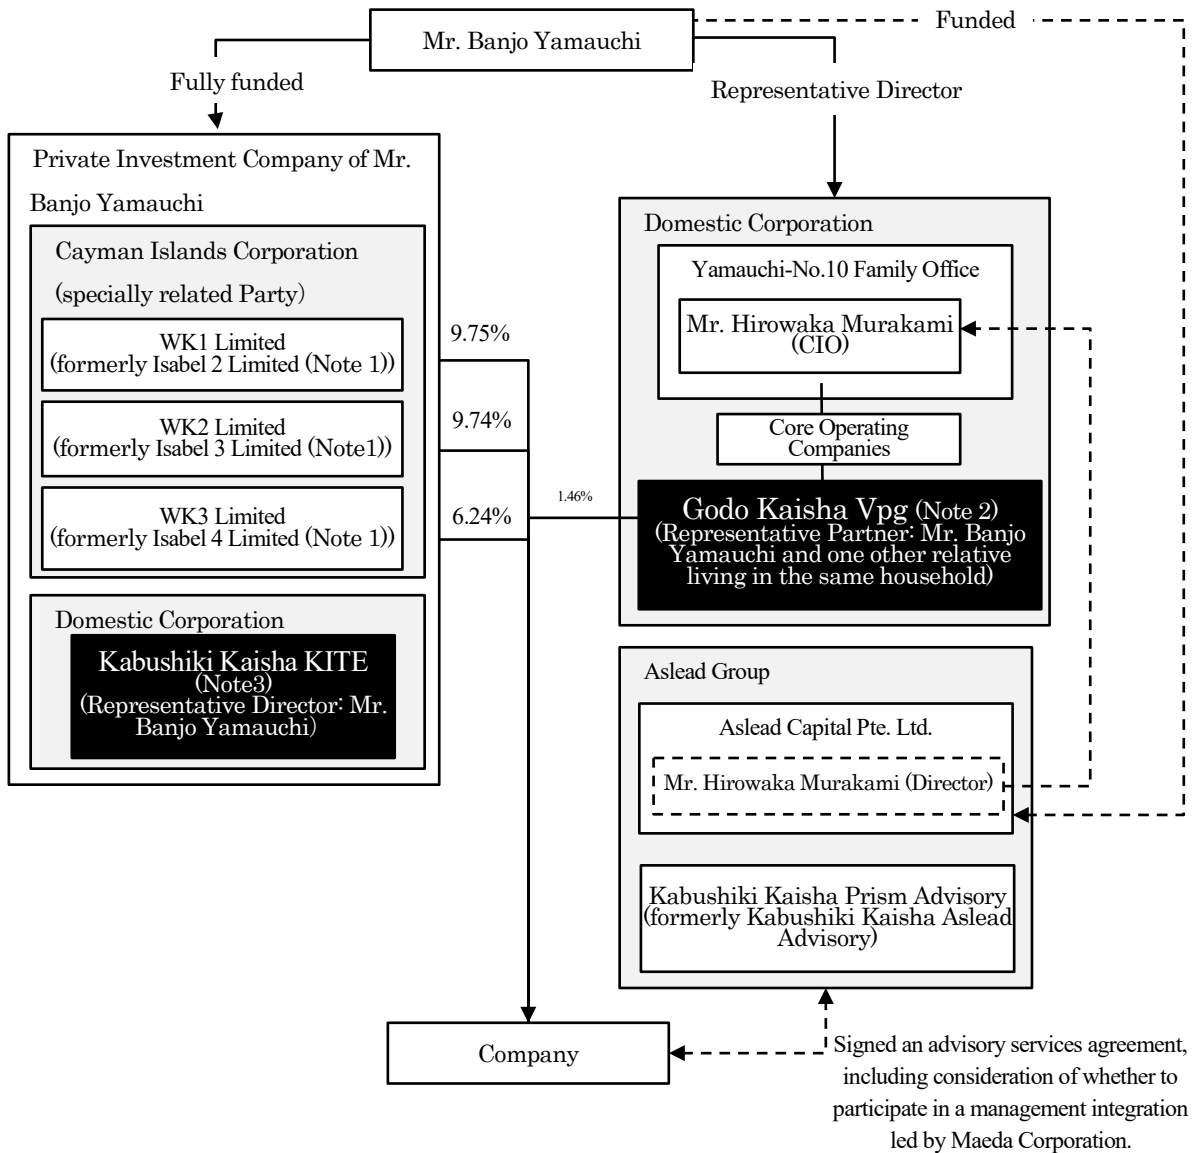 Mr. Banjo Yamauchi
Funded
Fully funded
Representative Director
Private Investment Company of Mr.
Banjo Yamauchi
Cayman Islands Corporation
(specially related Party)
WK1 Limited
(formerly Isabel 2 Limited (Note 1))
WK2 Limited
(formerly Isabel 3 Limited (Note1))
WK3 Limited
(formerly Isabel 4 Limited (Note 1))
Domestic Corporation
Kabushiki Kaisha KITE
(Note3)
(Representative Director: Mr.
Banjo Yamauchi)
9.75%
9.74%
6.24%
1.46%
Domestic Corporation
Yamauchi-No.10 Family Office
Mr. Hirowaka Murakami
(CIO)
Core Operating
Companies
Godo Kaisha Vpg (Note 2)
(Representative Partner: Mr. Banjo
Yamauchi and one other relative
living in the same household)
Aslead Group
Aslead Capital Pte. Ltd.
Mr. Hirowaka Murakami (Director)
Kabushiki Kaisha Prism Advisory
(formerly Kabushiki Kaisha Aslead
Advisory)
Company
Signed an advisory services agreement,
including consideration of whether to
participate in a management integration
led by Maeda Corporation.